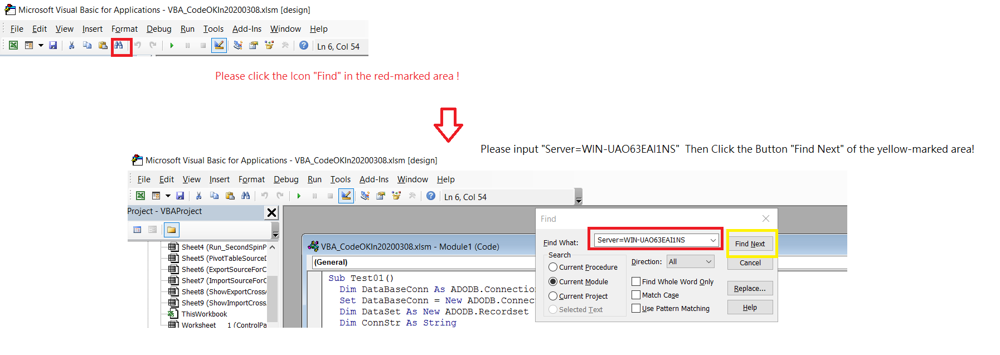 Microsoft Visual Basic for Applications - VBA_CodeOKIn20200308.xlsm [design]
File Edit View Insert Format Debug Run Tools Add-Ins Window Help
Ln 6, Col 54
Please click the Icon "Find" in the red-marked area !
Please input "Server=WIN-UAO63EAI1NS" Then Click the Button "Find Next" of the yellow-marked area!
Microsoft Visual Basic for Applications - VBA_CodeOKIn20200308.xlsm [design]
File Edit View Insert Format Debug Run Tools Add-Ins Window Help
Ln 6, Col 54
Project - VBAProject
Sheet4 (Run_SecondSpinP
Sheet5 (PivotTableSourceD
Sheet6 (ExportSourceForC
Sheet7 (ImportSourceForC
Sheet8 (ShowExportCrossA
Sheet9 (ShowImportCross
ThisWorkbook
Worksheet__1 (ControlPa
VBA_CodeOKIn20200308.xlsm - Module1 (Code)
(General)
Sub Test01()
Dim DataBaseConn As ADODB.Connection
Set DataBaseConn = New ADODB.Connec
Dim DataSet As New ADODB.Recordset
Dim ConnStr As String
Find
Find What: Server=WIN-UAO63EAI1NS Find Next
Search
Direction: All Cancel
Current Procedure
Current Module Find Whole Word Only
Current Project Match Case Replace...
Selected Text Use Pattern Matching Help